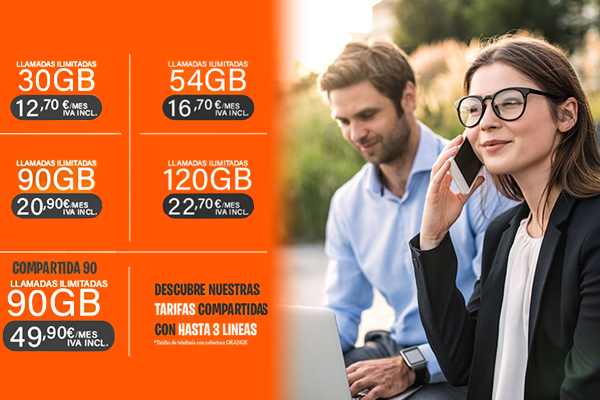 LLAMADAS ILIMITADAS
30GB
12,70 €/MES
IVA INCL.
LLAMADAS ILIMITADAS
54GB
16,70 €/MES
IVA INCL.
LLAMADAS ILIMITADAS
90GB
20,90€/MES
IVA INCL.
LLAMADAS ILIMITADAS
120GB
22,70 €/MES
IVA INCL.
COMPARTIDA 90
LLAMADAS ILIMITADAS
90GB
49,90€/MES
IVA INCL.
DESCUBRE NUESTRAS
TARIFAS COMPARTIDAS
CON HASTA 3 LINEAS
*Tarifas de telefonía con cobertura ORANGE